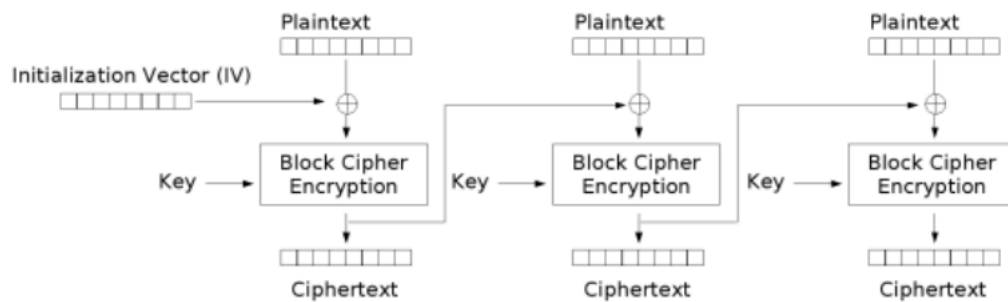 Plaintext
Plaintext
Plaintext
Initialization Vector (IV)
Key
Block Cipher
Encryption
Key
Block Cipher
Encryption
Key
Block Cipher
Encryption
Ciphertext
Ciphertext
Ciphertext